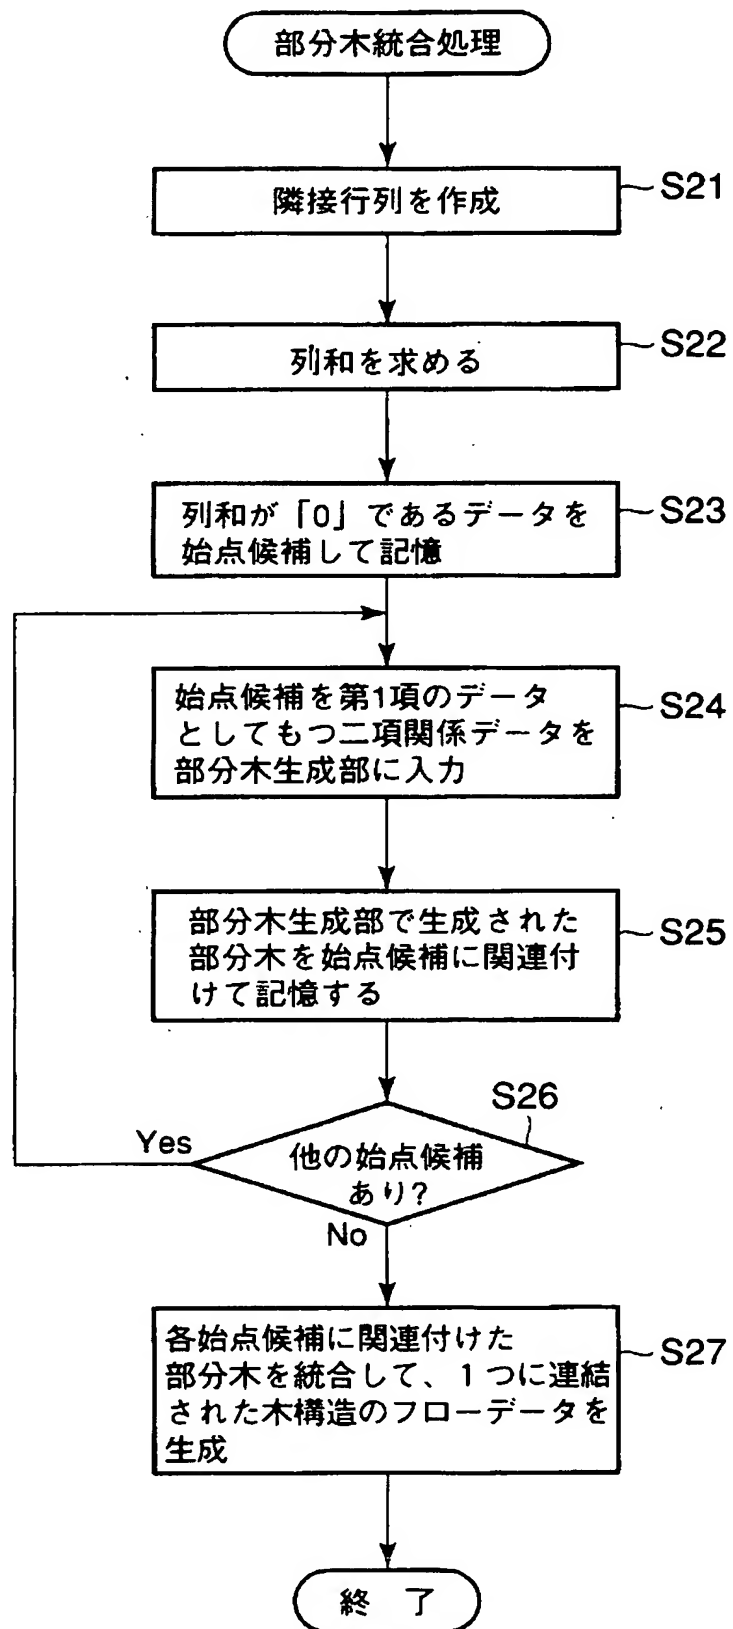 部分木統合処理
隣接行列を作成
S21
列和を求める
S22
列和が「0」であるデータを
始点候補して記憶
S23
始点候補を第1項のデータ
としてもつ二項関係データを
部分木生成部に入力
S24
部分木生成部で生成された
部分木を始点候補に関連付
けて記憶する
S25
S26
Yes
他の始点候補
あり?
No
各始点候補に関連付けた
部分木を統合して、1つに連結
された木構造のフローデータを
生成
S27
終 了